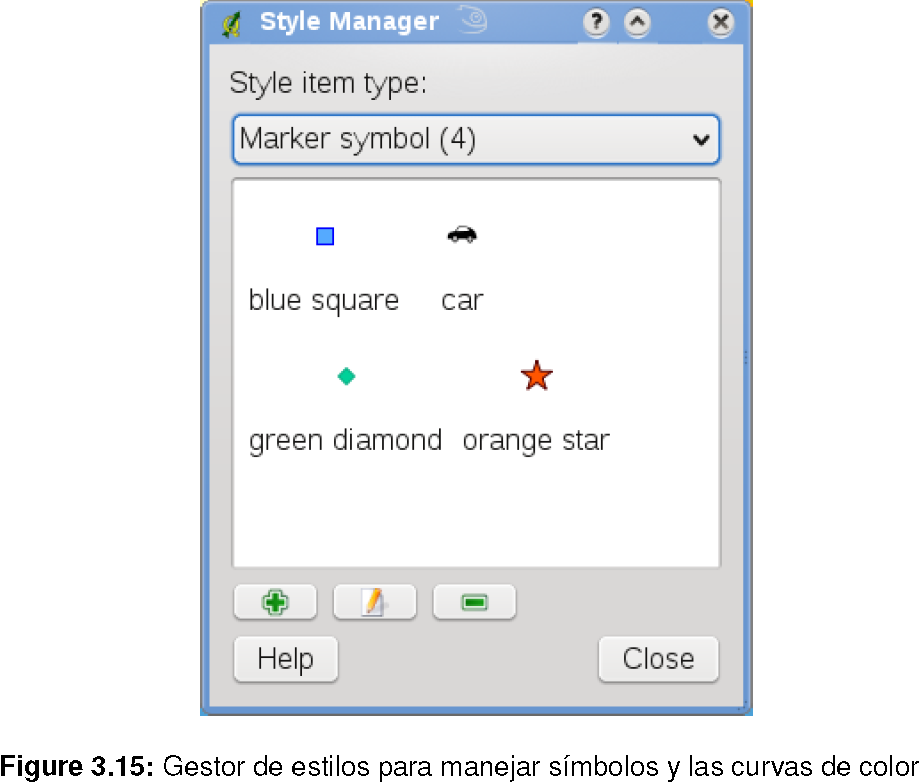 Style Manager
Style item type:
Marker symbol (4)
blue square car
green diamond orange star
Help Close
Figure 3.15: Gestor de estilos para manejar símbolos y las curvas de color